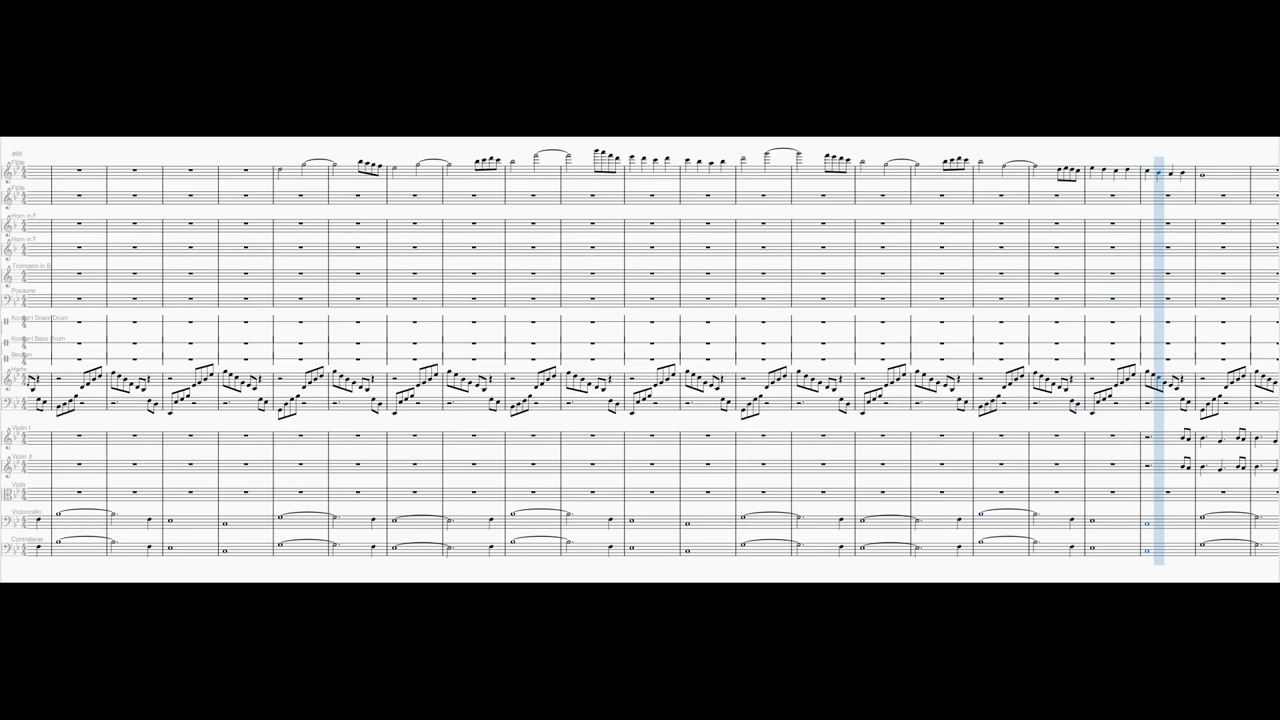 Flöte
Flöte
Horn in F
Horn in F
Trompete in B
Posaune
Konzert Snare Drum
Konzert Bass Drum
Becken
Harfe
Violin I
Violin II
Viola
Violoncello
Contrabass